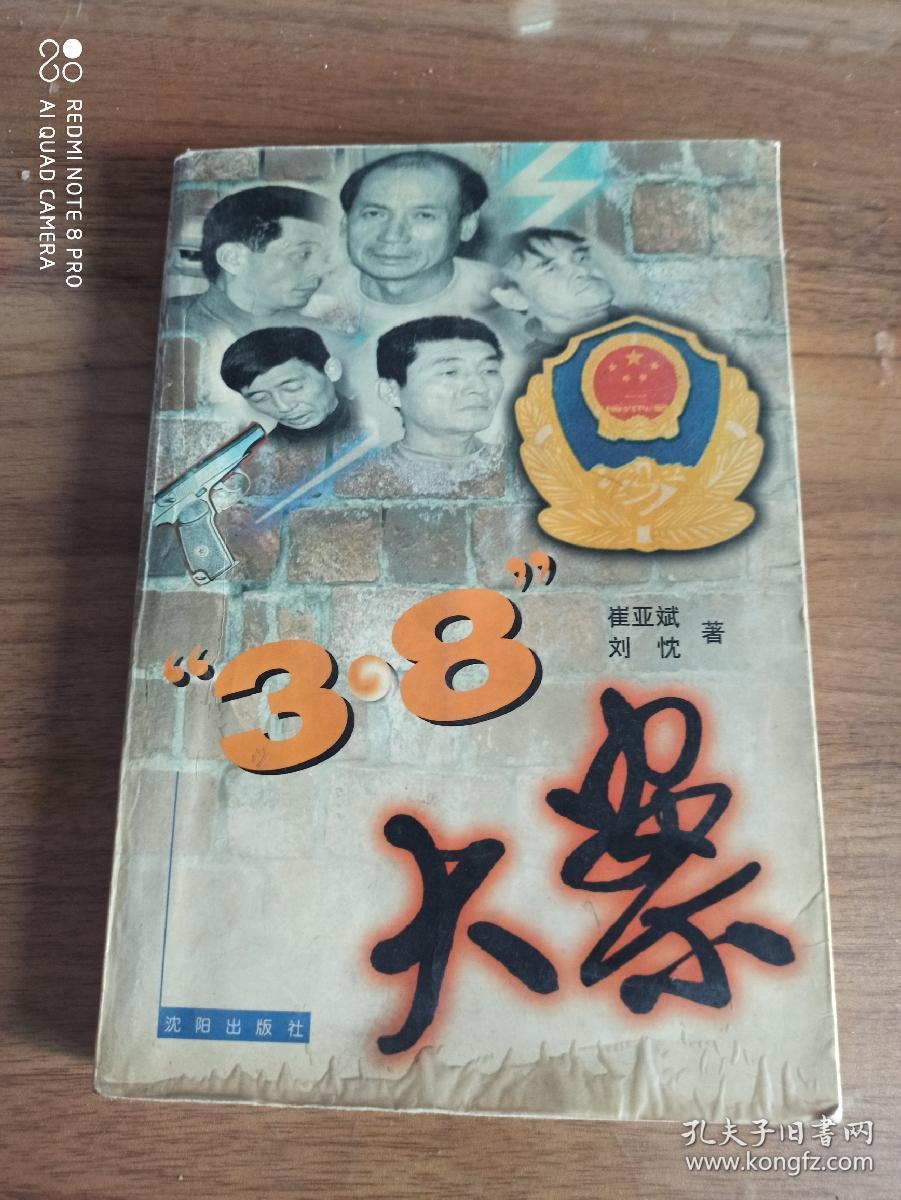 REDMI NOTE 8 PRO
AI QUAD CAMERA
“3·8”
崔亚斌
刘忱 著
大案
沈阳出版社
孔夫子旧書网
www.kongfz.com